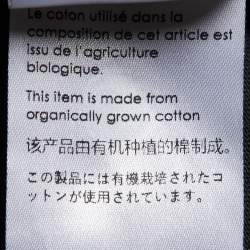 Le coton utilisé dans la
composition de cet article est
issu de l'agriculture
biologique.
This item is made from
organically grown cotton
该产品由有机种植的棉制成。
この製品には有機栽培されたコ
ットンが使用されています。